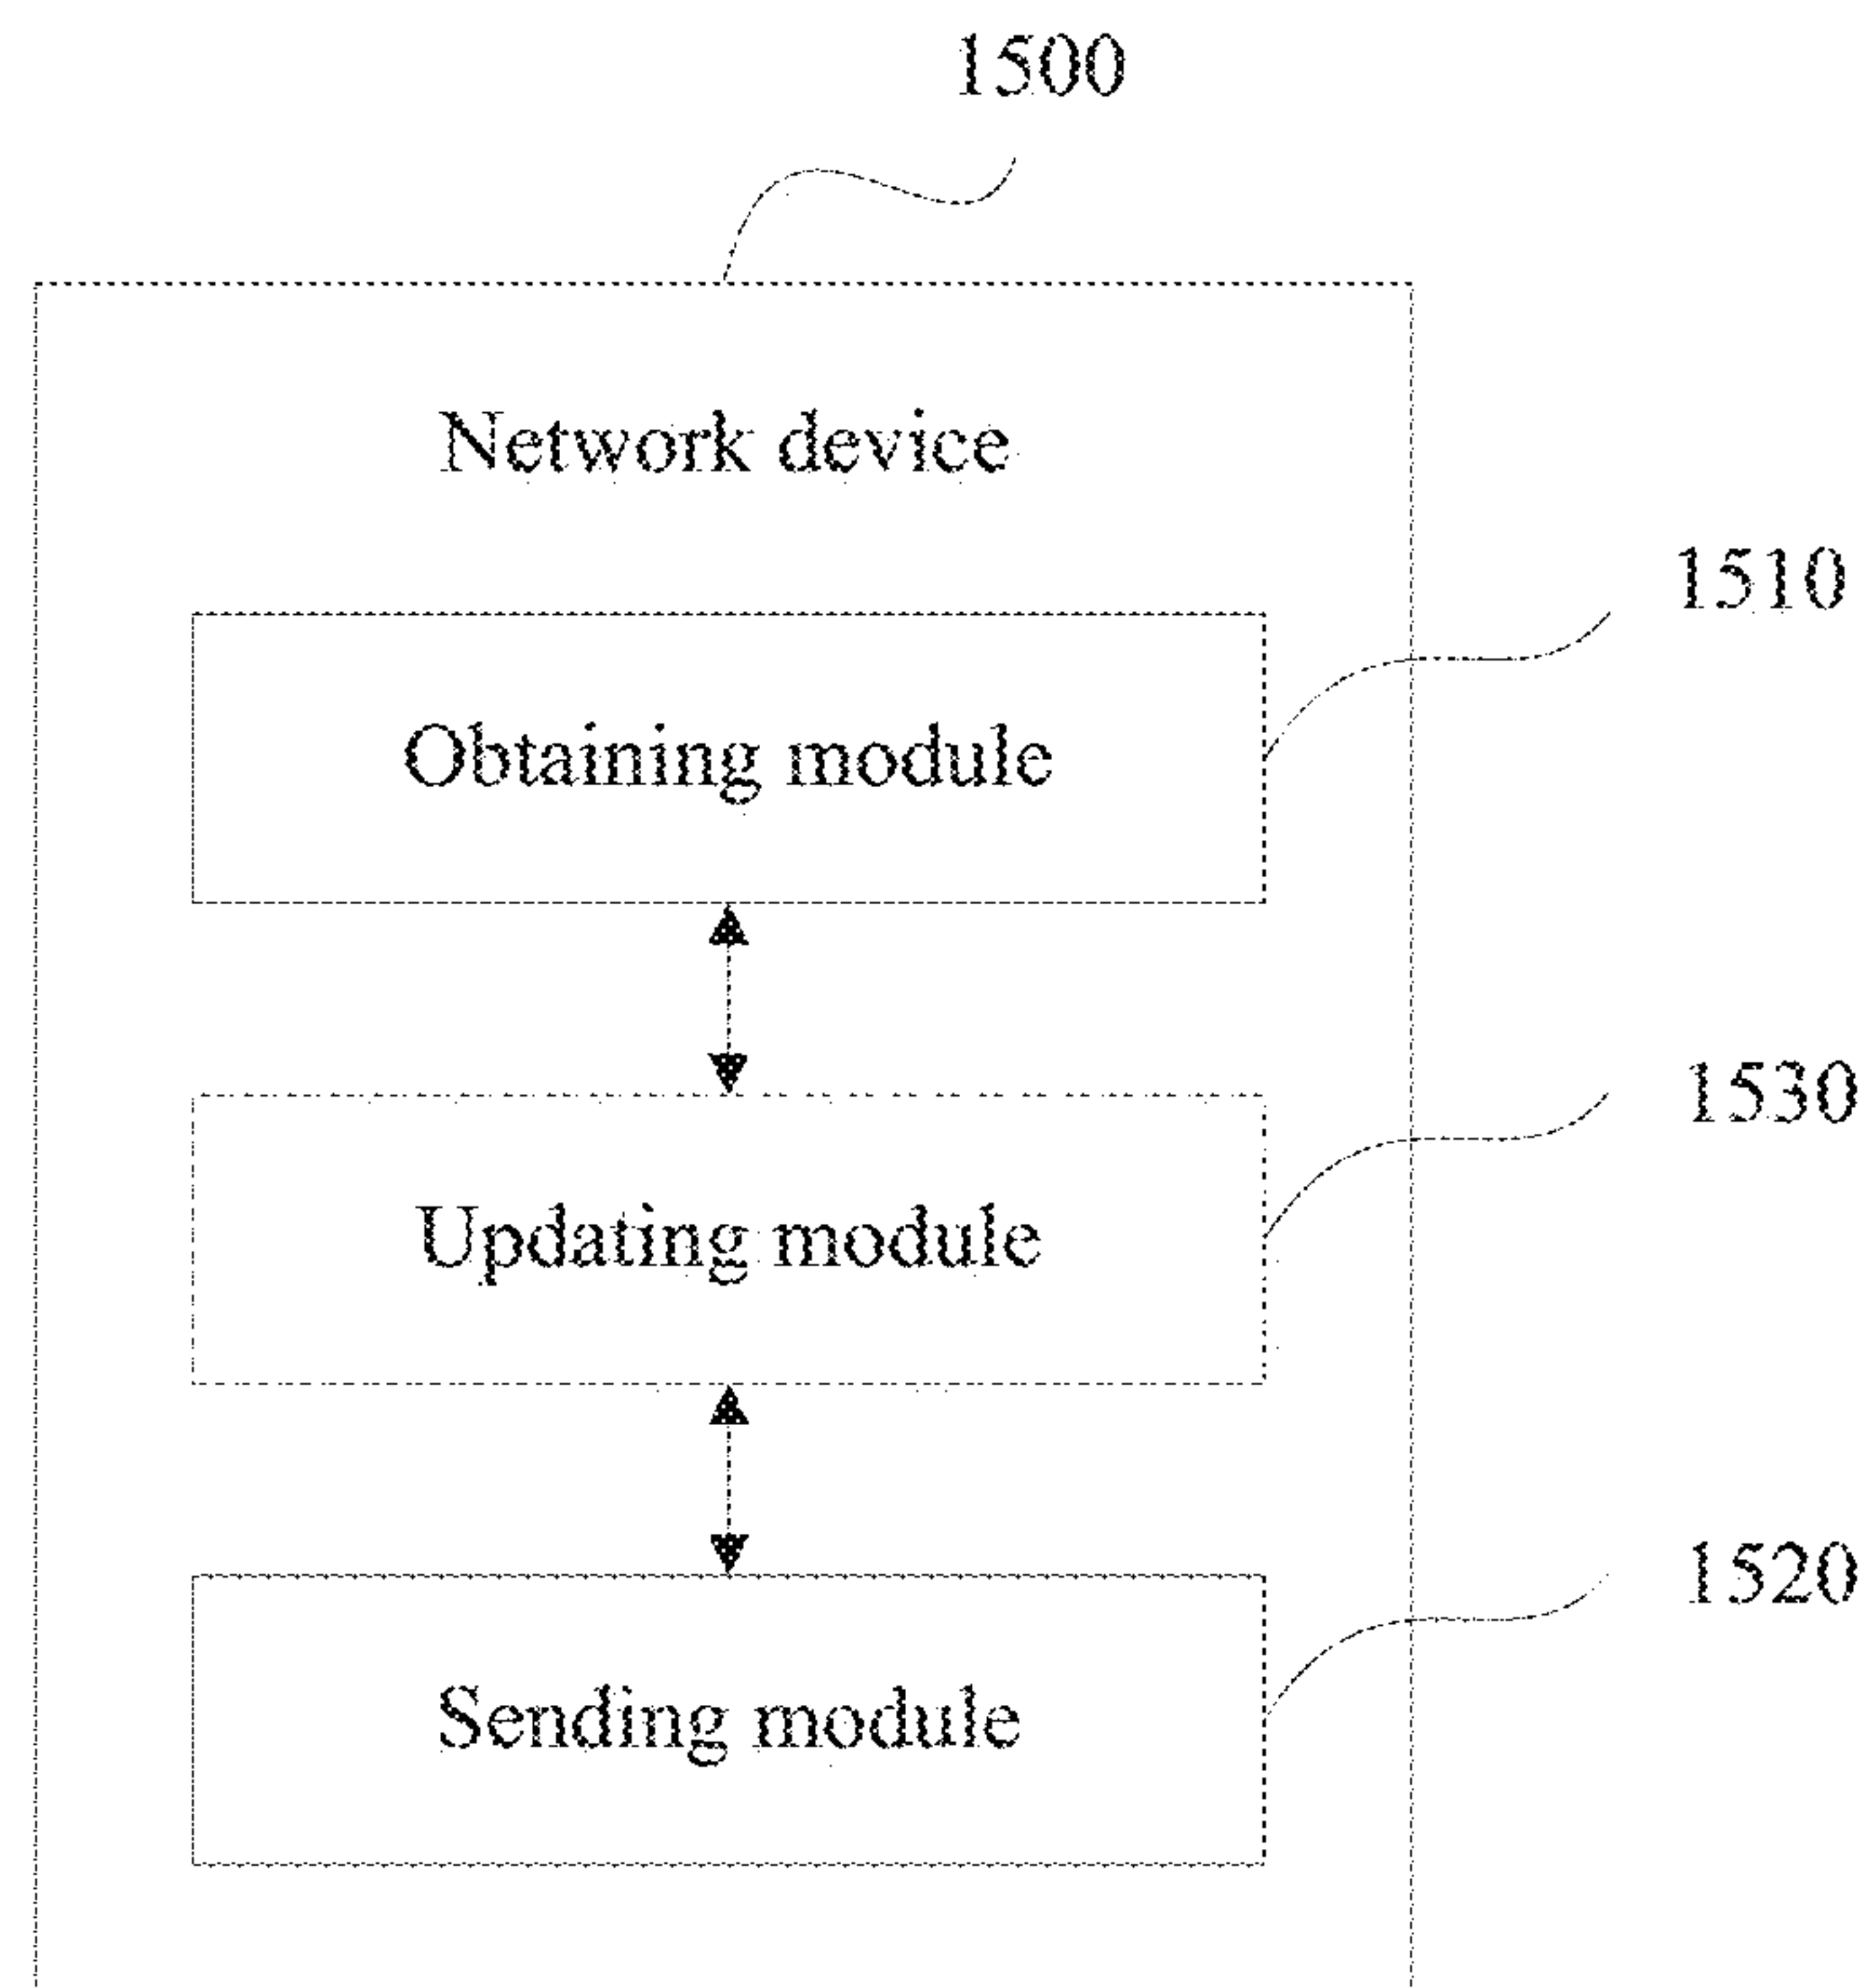 1500
Network device
1510
Obtaining module
1530
Updating module
1520
Sending module